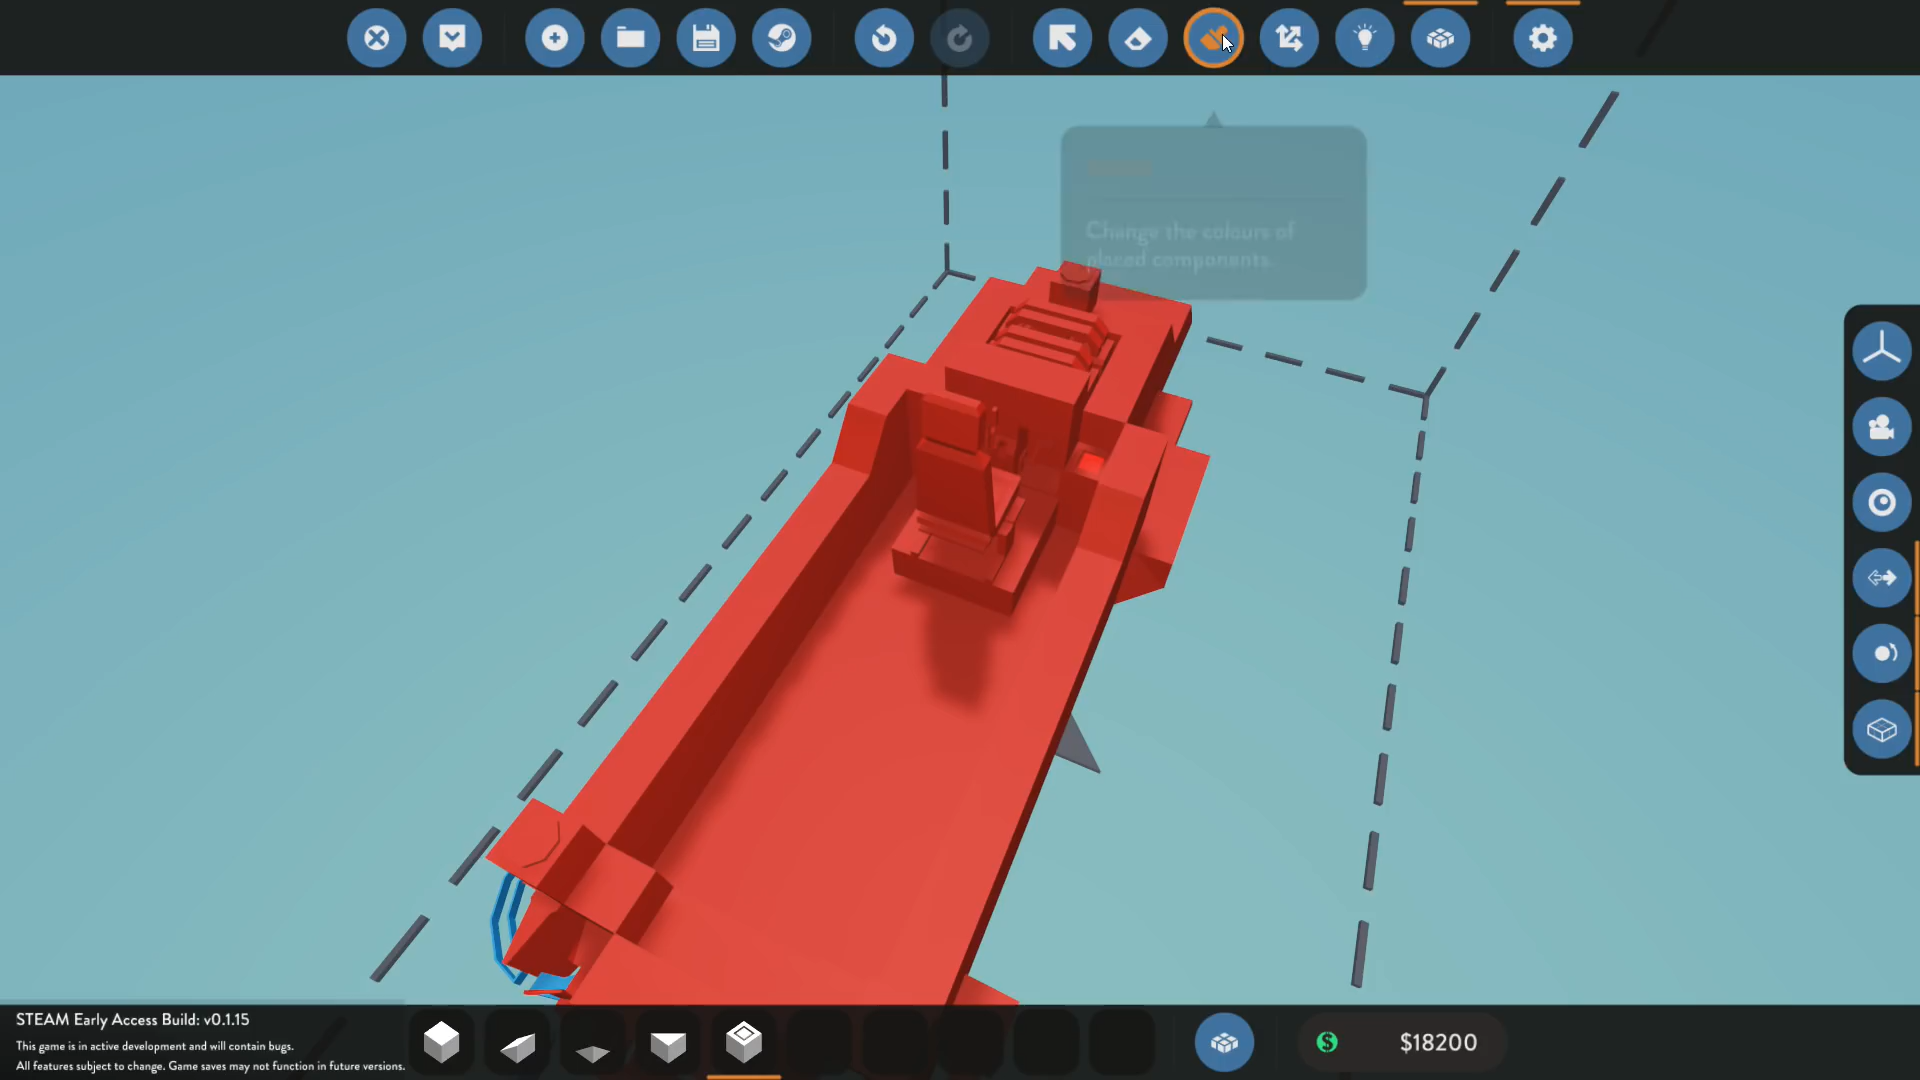 Change the colours of
placed components.
STEAM Early Access Build: v0.1.15
This game is in active development and will contain bugs.
All features subject to change. Game saves may not function in future versions.
$18200